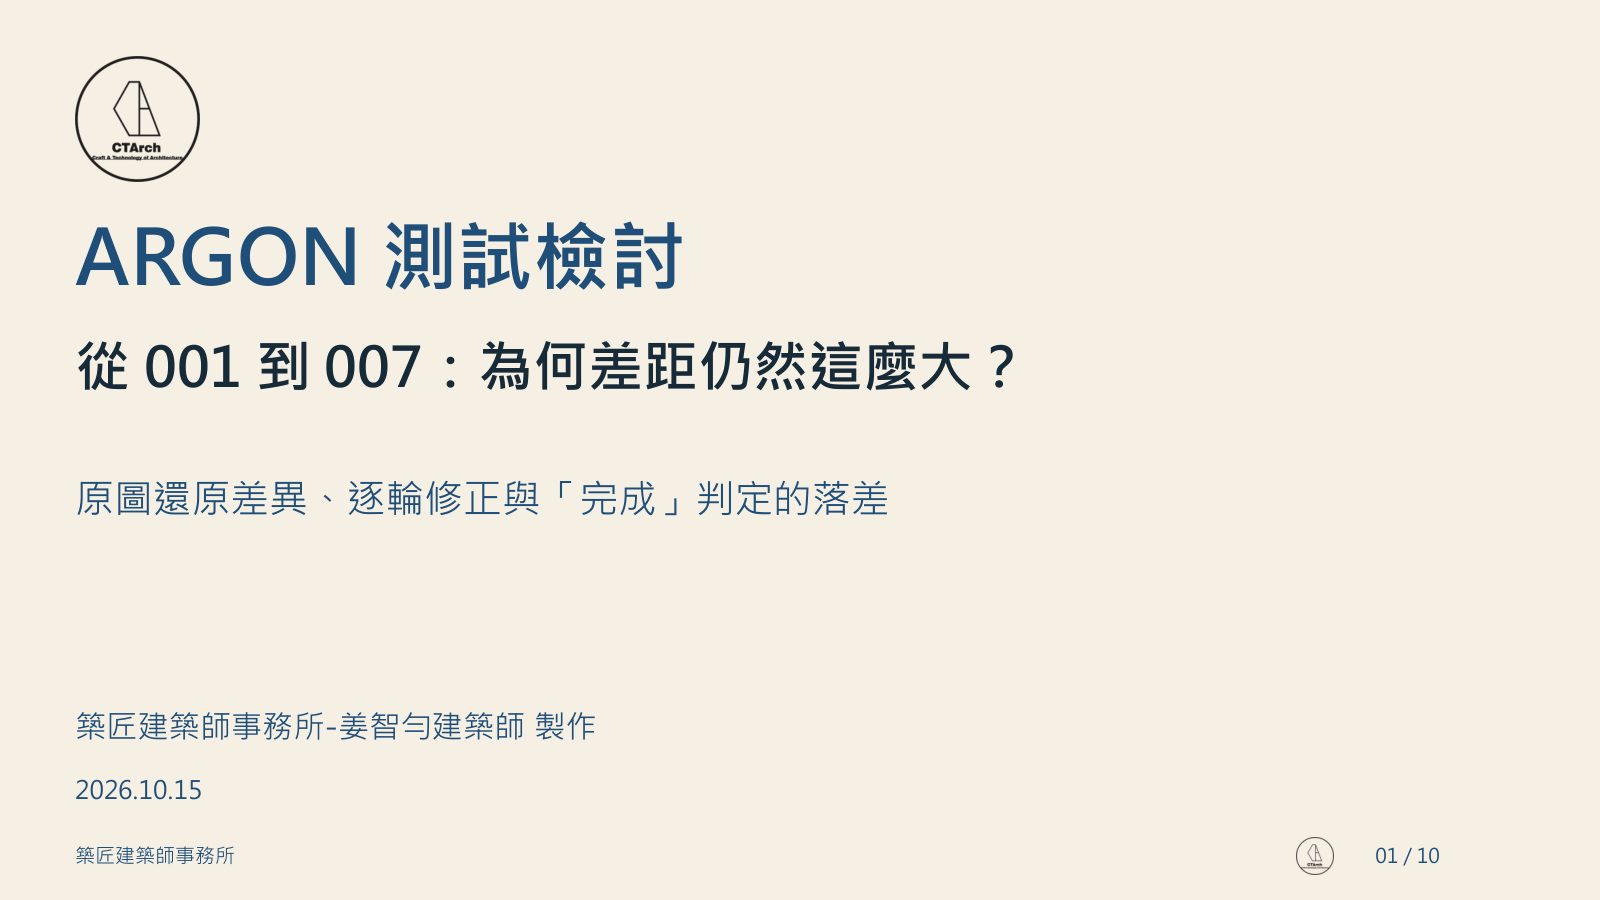 CTArch
Craft & Technology of Architecture
ARGON 測試檢討
從 001 到 007：為何差距仍然這麼大？
原圖還原差異、逐輪修正與「完成」判定的落差
築匠建築師事務所-姜智勻建築師 製作
2026.10.15
築匠建築師事務所
CTArch
01 / 10